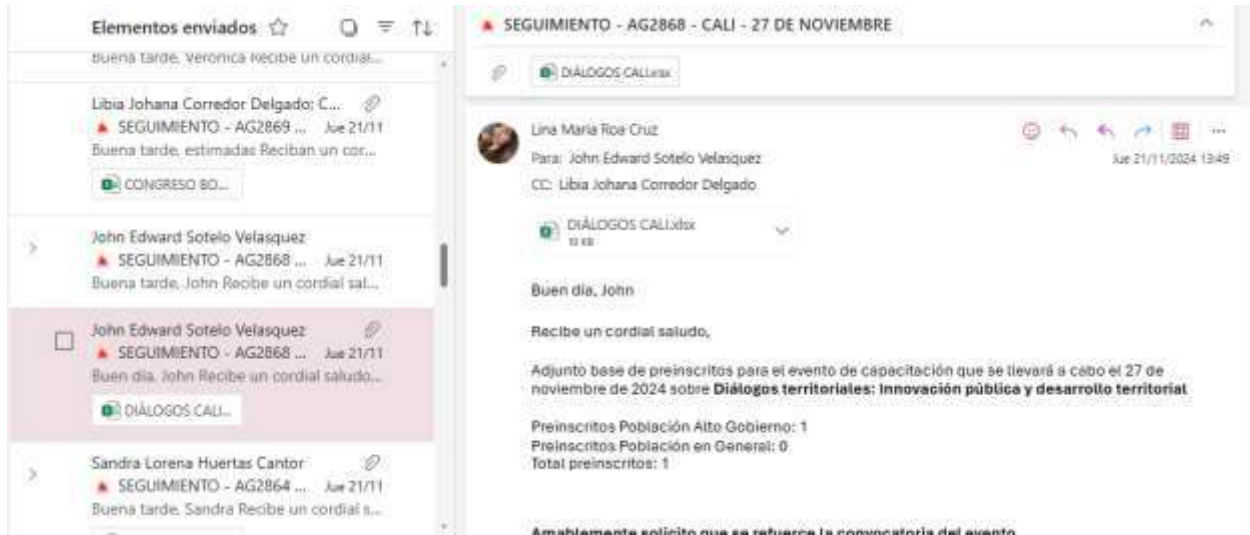 Elementos enviados
Buena tarde, Veronica Recibe un cordial...
Libia Johana Corredor Delgado; C...
SEGUIMIENTO - AG2869 ... Jue 21/11
Buena tarde, estimadas Reciban un cor...
CONGRESO BO...
John Edward Sotelo Velasquez
SEGUIMIENTO - AG2868 ... Jue 21/11
Buena tarde, John Recibe un cordial sal...
John Edward Sotelo Velasquez
SEGUIMIENTO - AG2868 ... Jue 21/11
Buen día, John Recibe un cordial saludo...
DIÁLOGOS CALI...
Sandra Lorena Huertas Cantor
SEGUIMIENTO - AG2864 ... Jue 21/11
Buena tarde, Sandra Recibe un cordial s...
SEGUIMIENTO - AG2868 - CALI - 27 DE NOVIEMBRE
DIÁLOGOS CALI.xlsx
Lina Maria Roa Cruz
Para: John Edward Sotelo Velasquez
Jue 21/11/2024 13:49
CC: Libia Johana Corredor Delgado
DIÁLOGOS CALI.xlsx
KB
Buen día, John
Recibe un cordial saludo,
Adjunto base de preinscritos para el evento de capacitación que se llevará a cabo el 27 de
noviembre de 2024 sobre Diálogos territoriales: Innovación pública y desarrollo territorial
Preinscritos Población Alto Gobierno: 1
Preinscritos Población en General: 0
Total preinscritos: 1
Amablemente solicito que se refuerce la convocatoria del evento